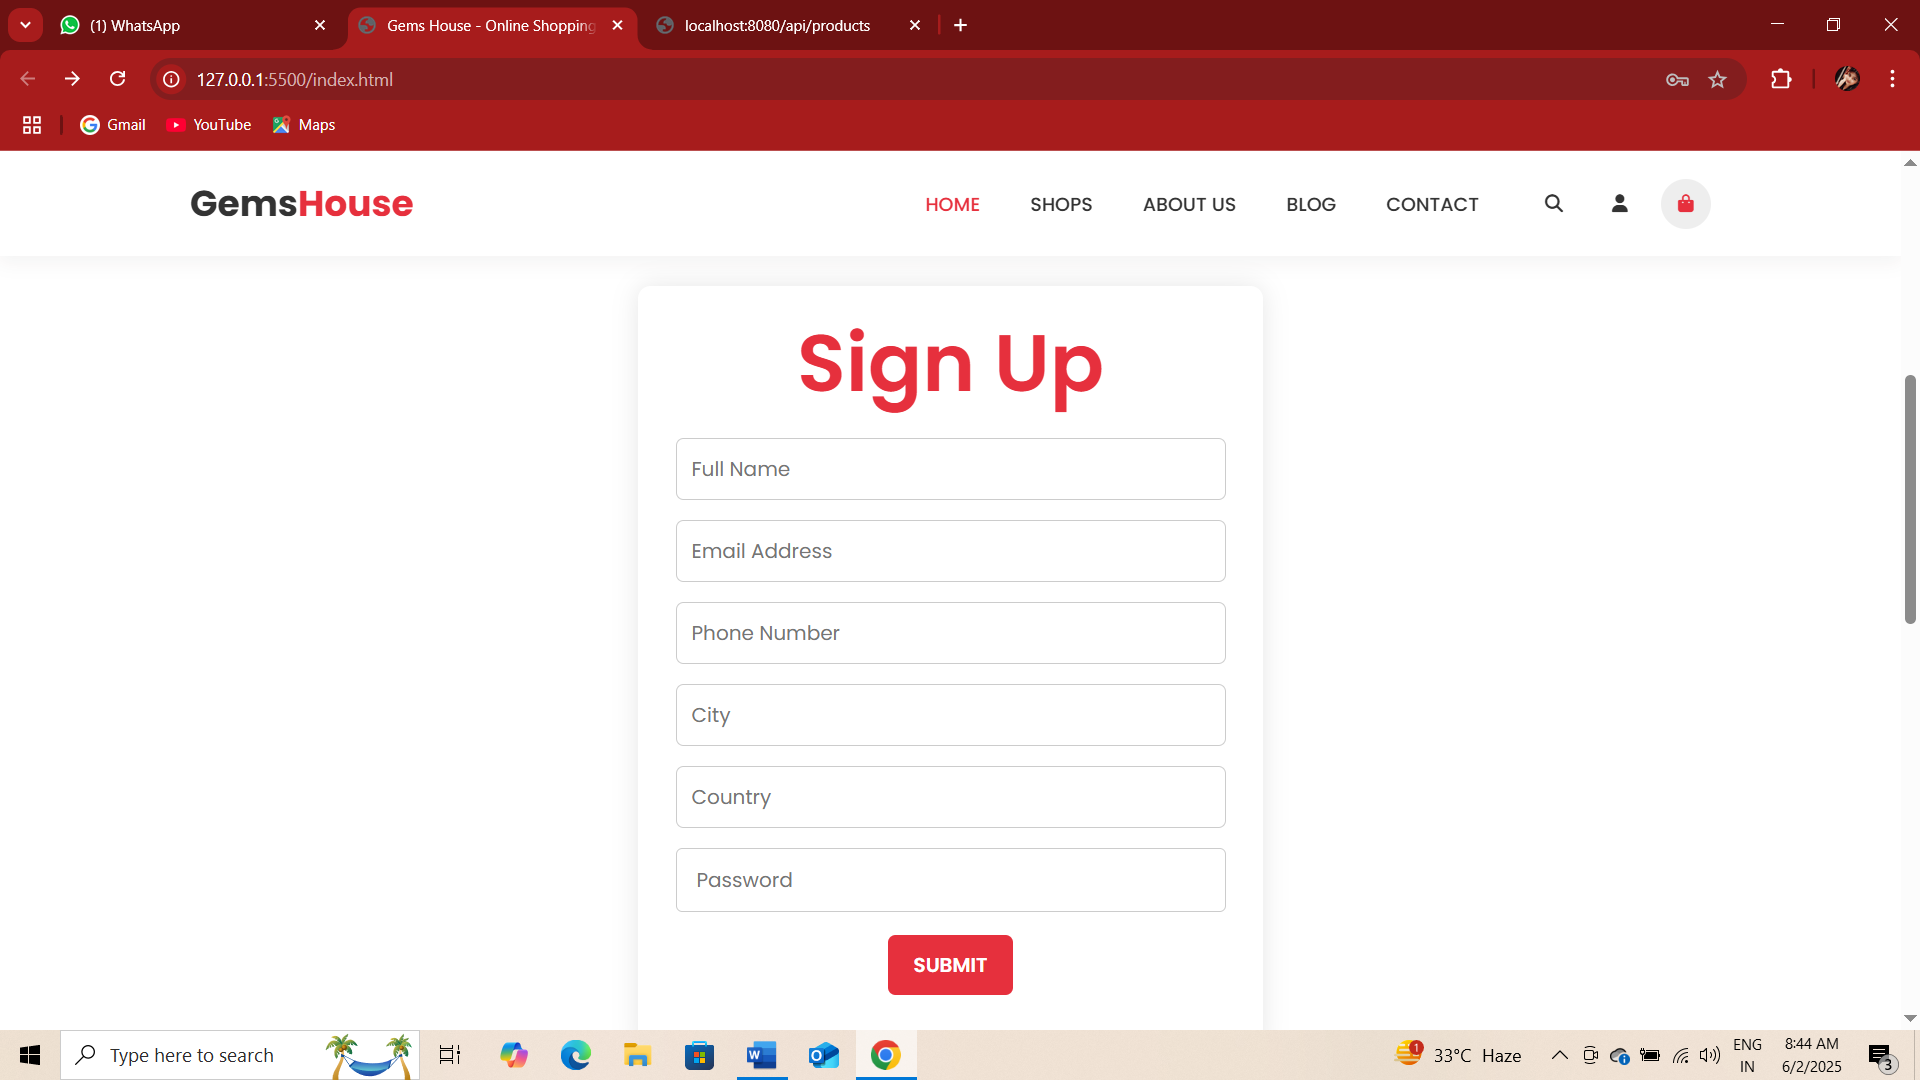 (1) WhatsApp
Gems House - Online Shopping
localhost:8080/api/products
127.0.0.1:5500/index.html
Gmail
YouTube
Maps
GemsHouse
HOME
SHOPS
ABOUT US
BLOG
CONTACT
Sign Up
Full Name
Email Address
Phone Number
City
Country
Password
SUBMIT
Type here to search
1
33°C Haze
ENG
IN
8:44 AM
6/2/2025
3